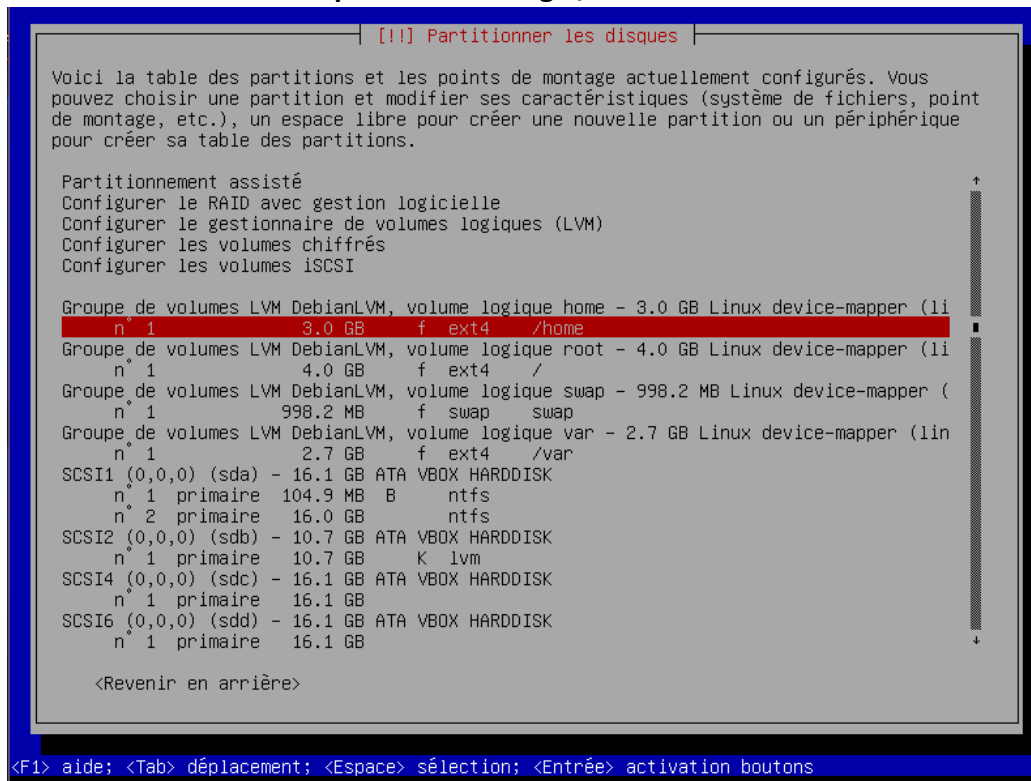 [!!] Partitionner les disques
Voici la table des partitions et les points de montage actuellement configurés. Vous
pouvez choisir une partition et modifier ses caractéristiques (système de fichiers, point
de montage, etc.), un espace libre pour créer une nouvelle partition ou un périphérique
pour créer sa table des partitions.
Partitionnement assisté
Configurer le RAID avec gestion logicielle
Configurer le gestionnaire de volumes logiques (LVM)
Configurer les volumes chiffrés
Configurer les volumes iSCSI
Groupe de volumes LVM DebianLVM, volume logique home - 3.0 GB Linux device-mapper (li
n° 1 3.0 GB f ext4 /home
Groupe de volumes LVM DebianLVM, volume logique root - 4.0 GB Linux device-mapper (li
n° 1 4.0 GB f ext4 /
Groupe de volumes LVM DebianLVM, volume logique swap - 998.2 MB Linux device-mapper (
n° 1 998.2 MB f swap swap
Groupe de volumes LVM DebianLVM, volume logique var - 2.7 GB Linux device-mapper (lin
n° 1 2.7 GB f ext4 /var
SCSI1 (0,0,0) (sda) - 16.1 GB ATA VBOX HARDDISK
n° 1 primaire 104.9 MB B ntfs
n° 2 primaire 16.0 GB ntfs
SCSI2 (0,0,0) (sdb) - 10.7 GB ATA VBOX HARDDISK
n° 1 primaire 10.7 GB K lvm
SCSI4 (0,0,0) (sdc) - 16.1 GB ATA VBOX HARDDISK
n° 1 primaire 16.1 GB
SCSI6 (0,0,0) (sdd) - 16.1 GB ATA VBOX HARDDISK
n° 1 primaire 16.1 GB
<Revenir en arrière>
<F1> aide; <Tab> déplacement; <Espace> sélection; <Entrée> activation boutons